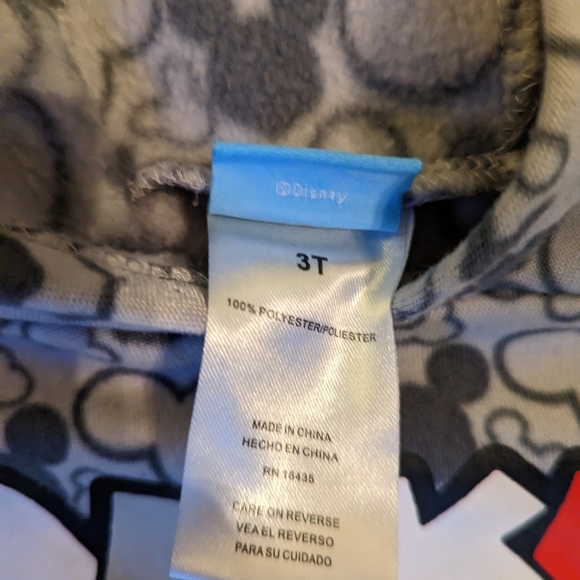 ©Disney
3T
100% POLYESTER/POLIESTER
MADE IN CHINA
HECHO EN CHINA
RN 16435
CARE ON REVERSE
VEA EL REVERSO
PARA SU CUIDADO